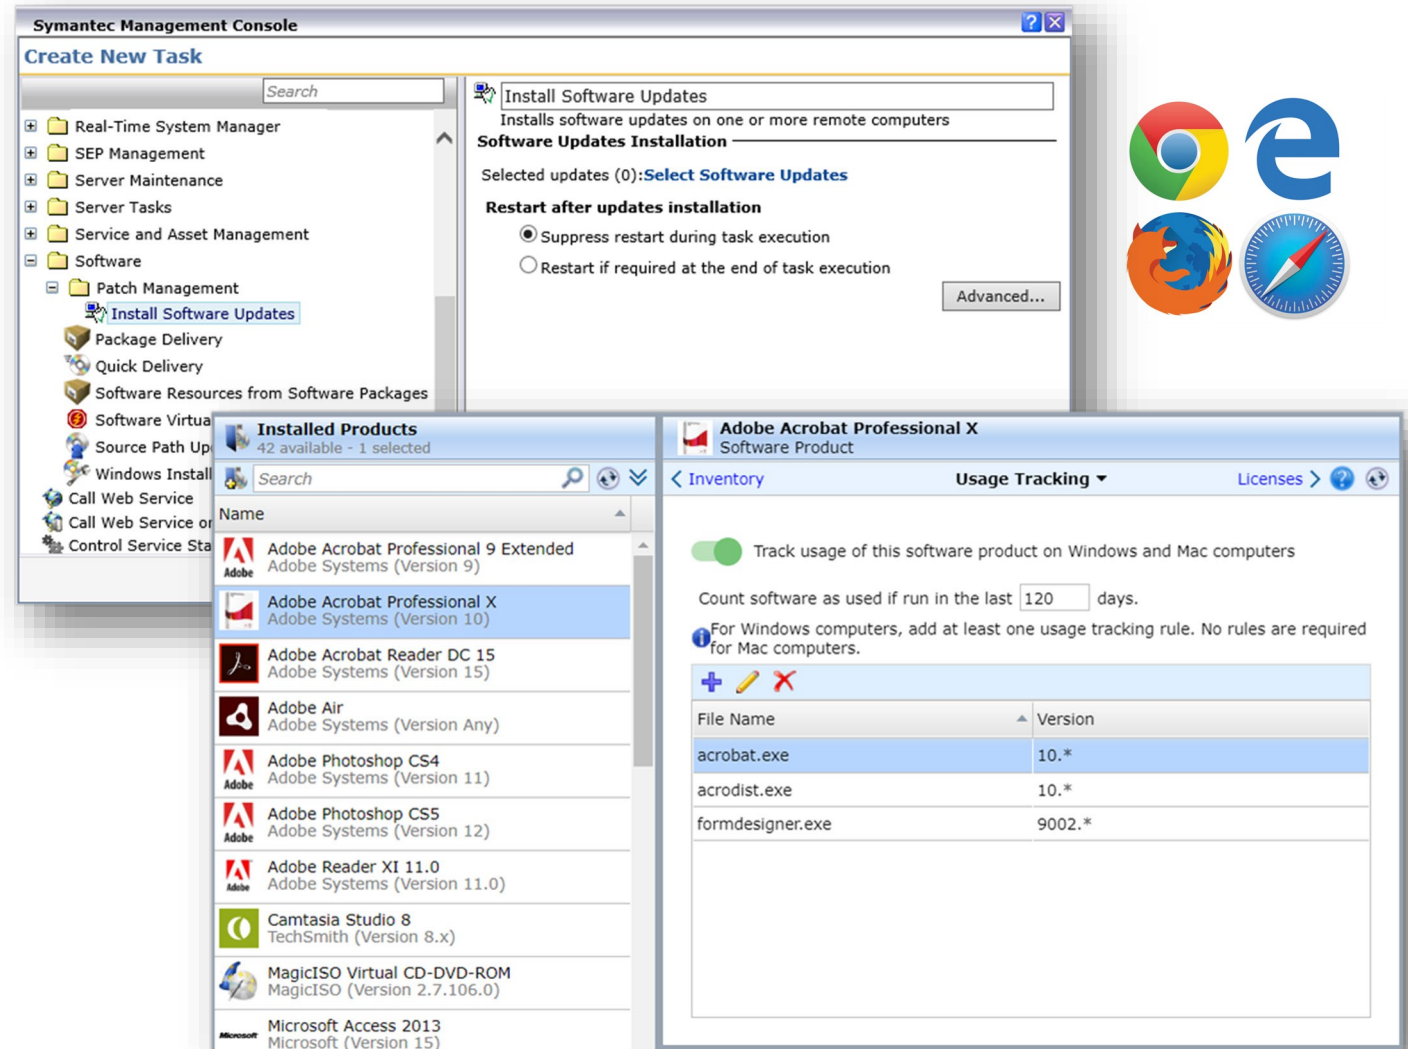 Symantec Management Console
Create New Task
Search
Real-Time System Manager
SEP Management
Server Maintenance
Server Tasks
Service and Asset Management
Software
Patch Management
Install Software Updates
Package Delivery
Quick Delivery
Software Resources from Software Packages
Software Virtua
Source Path Up
Windows Install
Call Web Service
Call Web Service or
Control Service Sta
Install Software Updates
Installs software updates on one or more remote computers
Software Updates Installation
Selected updates (0):Select Software Updates
Restart after updates installation
Suppress restart during task execution
Restart if required at the end of task execution
Advanced...
Installed Products
42 available - 1 selected
Search
Name
Adobe Acrobat Professional 9 Extended
Adobe Systems (Version 9)
Adobe
Adobe Acrobat Professional X
Adobe Systems (Version 10)
Adobe Acrobat Reader DC 15
Adobe Systems (Version 15)
Adobe Air
Adobe Systems (Version Any)
Adobe Photoshop CS4
Adobe Systems (Version 11)
Adobe
Adobe Photoshop CS5
Adobe Systems (Version 12)
Adobe
Adobe Reader XI 11.0
Adobe Systems (Version 11.0)
Adobe
Camtasia Studio 8
TechSmith (Version 8.x)
MagicISO Virtual CD-DVD-ROM
MagicISO (Version 2.7.106.0)
Microsoft Access 2013
Microsoft (Version 15)
Microsoft
Adobe Acrobat Professional X
Software Product
Inventory
Usage Tracking
Licenses
Track usage of this software product on Windows and Mac computers
Count software as used if run in the last 120 days.
For Windows computers, add at least one usage tracking rule. No rules are required
for Mac computers.
File Name Version
acrobat.exe 10.*
acrodist.exe 10.*
formdesigner.exe 9002.*